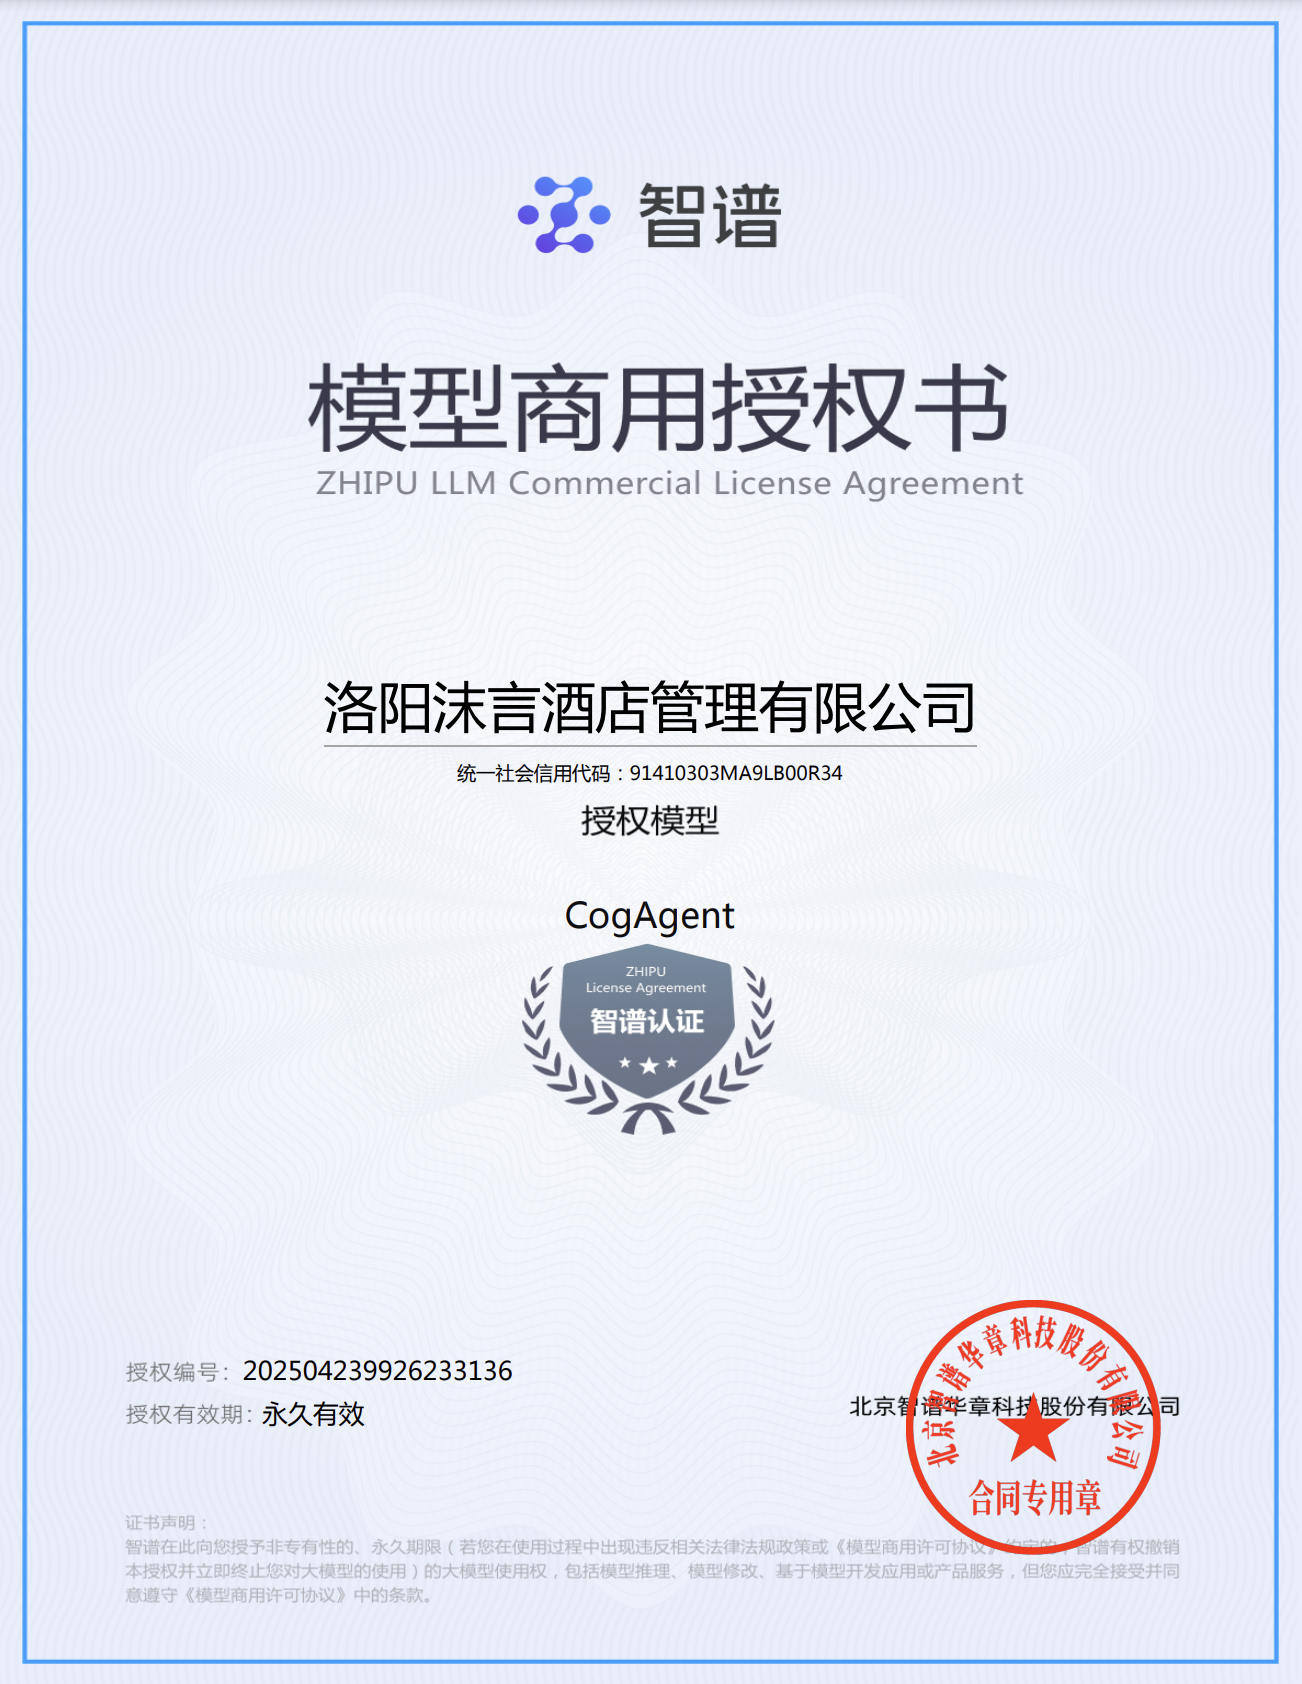 智谱
模型商用授权书
ZHIPU LLM Commercial License Agreement
洛阳沫言酒店管理有限公司
统一社会信用代码：91410303MA9LB00R34
授权模型
CogAgent
ZHIPU
License Agreement
智谱认证
授权编号：202504239926233136
授权有效期：永久有效
北京智谱华章科技股份有限公司
北京智谱华章科技股份有限公司
合同专用章
证书声明：
智谱在此向您授予非专有性的、永久期限（若您在使用过程中出现违反相关法律法规政策或《模型商用许可协议》约定的，智谱有权撤销
本授权并立即终止您对大模型的使用）的大模型使用权，包括模型推理、模型修改、基于模型开发应用或产品服务，但您应完全接受并同
意遵守《模型商用许可协议》中的条款。